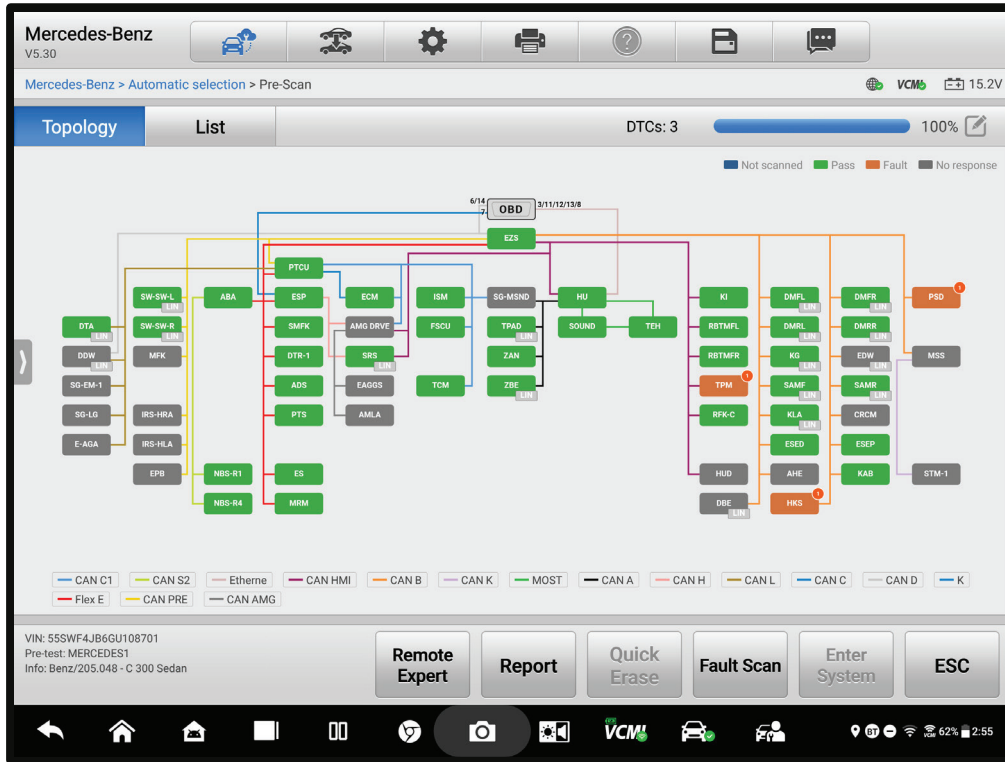 Mercedes-Benz
V5.30
Mercedes-Benz > Automatic selection > Pre-Scan
VCMI 15.2V
Topology List DTCs: 3 100%
Not scanned Pass Fault No response
6/14 OBD 3/11/12/13/8
7
EZS
PTCU
SW-SW-L LIN ABA ESP ECM ISM SG-MSND HU KI DMFL LIN DMFR LIN PSD 1
DTA LIN SW-SW-R LIN SMFK AMG DRVE FSCU TPAD LIN SOUND TEH RBTMFL DMRL LIN DMRR LIN
DDW LIN MFK DTR-1 SRS LIN ZAN RBTMFR KG LIN EDW LIN MSS
SG-EM-1 ADS EAGGS TCM ZBE LIN TPM 1 SAMF LIN SAMR LIN
SG-LG IRS-HRA PTS AMLA RFK-C KLA LIN CRCM
E-AGA IRS-HLA ESED ESEP
EPB NBS-R1 ES HUD AHE KAB STM-1
NBS-R4 MRM DBE LIN HKS 1
CAN C1 CAN S2 Etherne CAN HMI CAN B CAN K MOST CAN A CAN H CAN L CAN C CAN D K
Flex E CAN PRE CAN AMG
VIN: 55SWF4JB6GU108701
Pre-test: MERCEDES1
Info: Benz/205.048 - C 300 Sedan
Remote
Expert
Report
Quick
Erase
Fault Scan
Enter
System
ESC
VCMI BT VCMI 62% 2:55